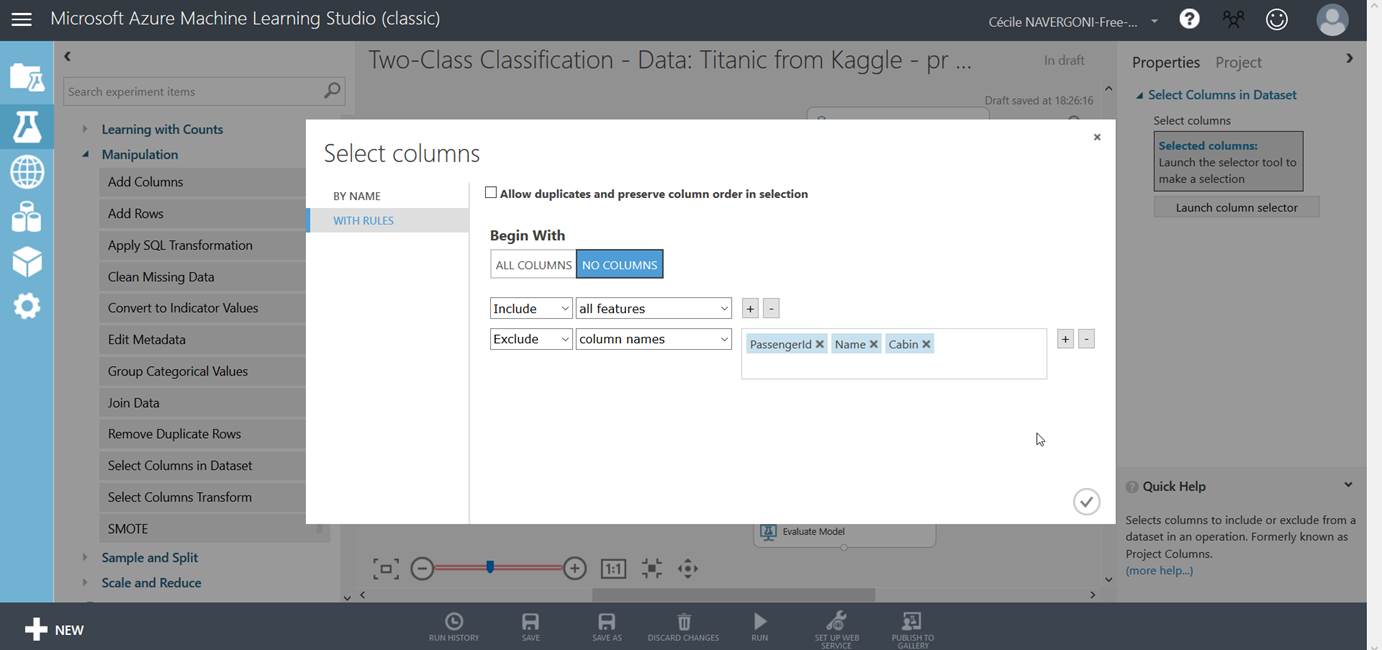 Microsoft Azure Machine Learning Studio (classic)
Cécile NAVERGONI-Free-...
Search experiment items
Learning with Counts
Manipulation
Add Columns
Add Rows
Apply SQL Transformation
Clean Missing Data
Convert to Indicator Values
Edit Metadata
Group Categorical Values
Join Data
Remove Duplicate Rows
Select Columns in Dataset
Select Columns Transform
SMOTE
Sample and Split
Scale and Reduce
Two-Class Classification - Data: Titanic from Kaggle - pr ...
In draft
Draft saved at 18:26:16
Select columns
BY NAME
WITH RULES
Allow duplicates and preserve column order in selection
Begin With
ALL COLUMNS NO COLUMNS
Include all features + -
Exclude column names PassengerId Name Cabin + -
Evaluate Model
1:1
Properties Project
Select Columns in Dataset
Select columns
Selected columns:
Launch the selector tool to
make a selection
Launch column selector
Quick Help
Selects columns to include or exclude from a
dataset in an operation. Formerly known as
Project Columns.
(more help...)
NEW
RUN HISTORY
SAVE
SAVE AS
DISCARD CHANGES
RUN
SET UP WEB
SERVICE
PUBLISH TO
GALLERY